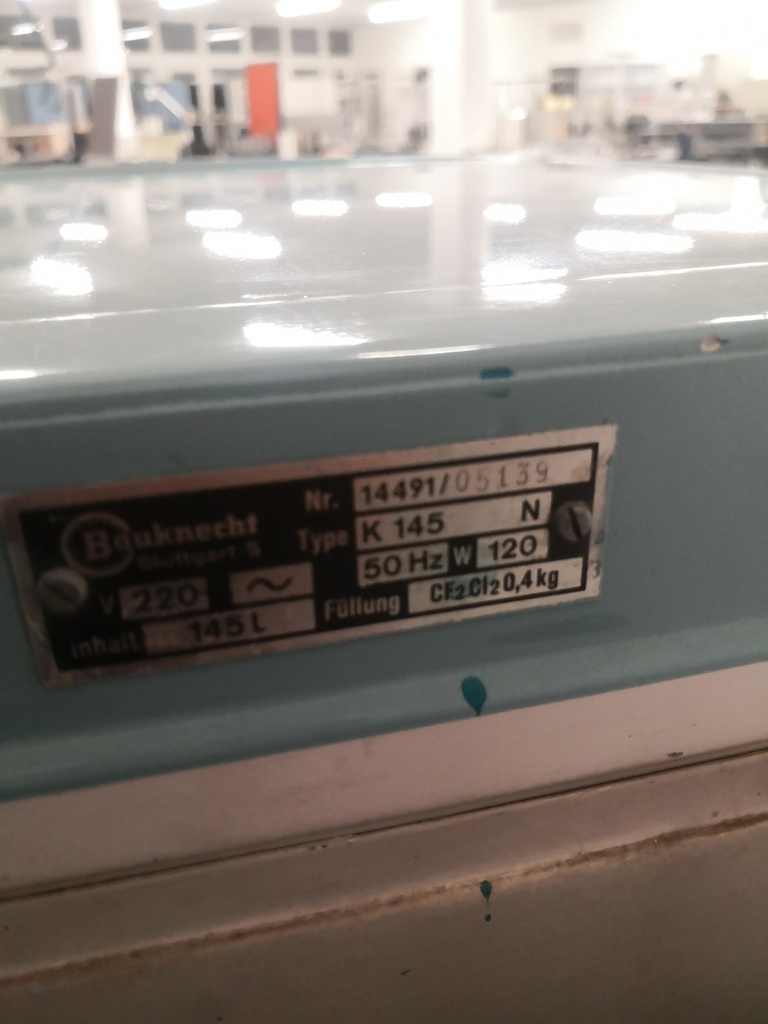 Bauknecht
Stuttgart S
Nr. 14491/05139
Type K 145 N
V 220 ~ 50 Hz W 120
Inhalt 145 L Füllung CF₂Cl₂ 0,4 kg